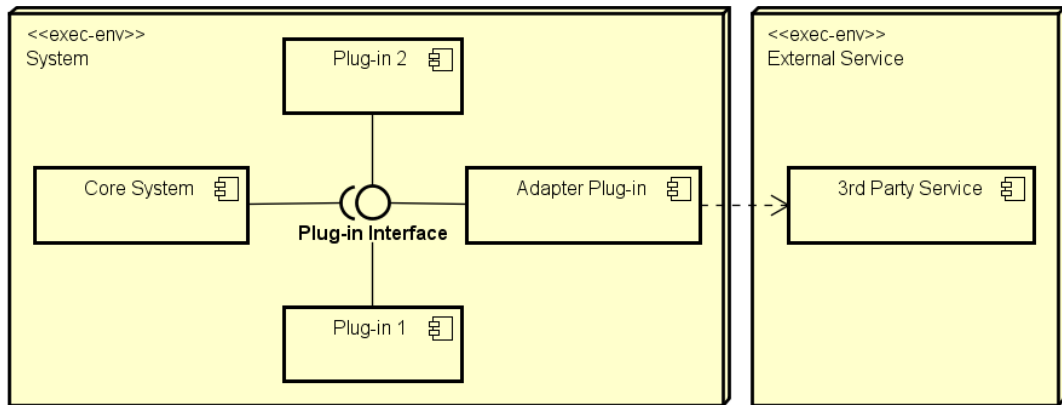 <<exec-env>>
System
Plug-in 2
Core System
Adapter Plug-in
Plug-in Interface
Plug-in 1
<<exec-env>>
External Service
3rd Party Service